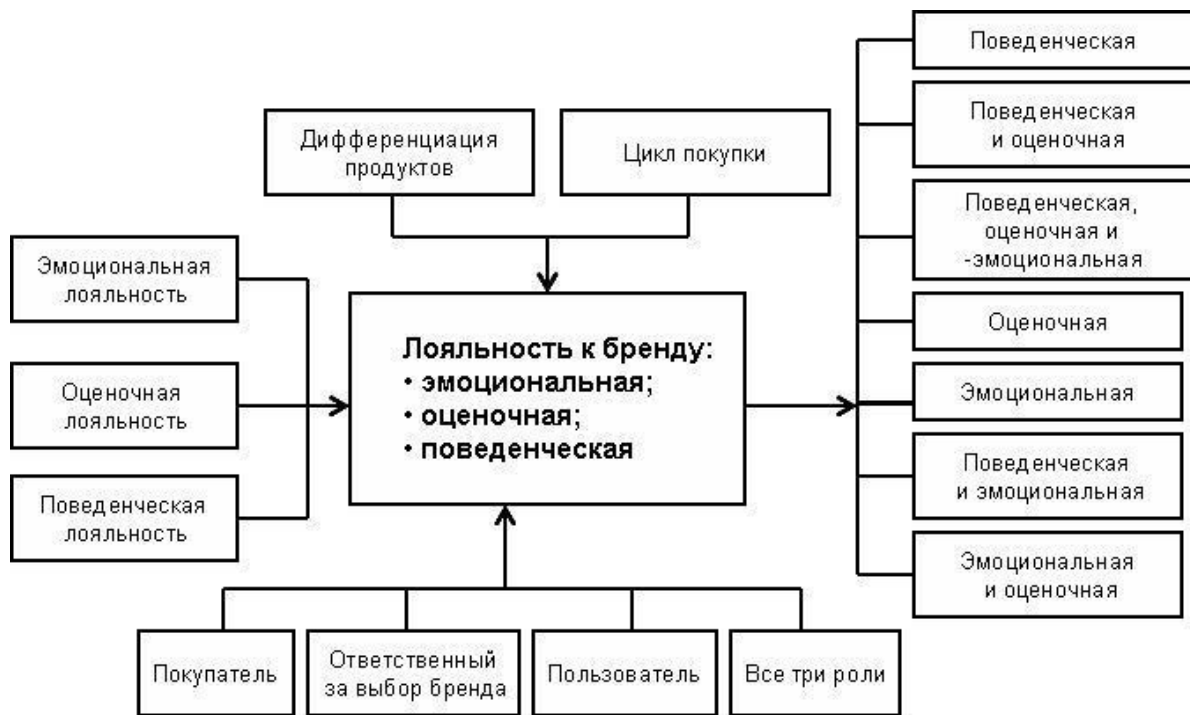 Поведенческая
Поведенческая
и оценочная
Поведенческая,
оценочная и
-эмоциональная
Оценочная
Эмоциональная
Поведенческая
и эмоциональная
Эмоциональная
и оценочная
Дифференциация
продуктов
Цикл покупки
Эмоциональная
лояльность
Оценочная
лояльность
Поведенческая
лояльность
Лояльность к бренду:
• эмоциональная;
• оценочная;
• поведенческая
Покупатель
Ответственный
за выбор бренда
Пользователь
Все три роли